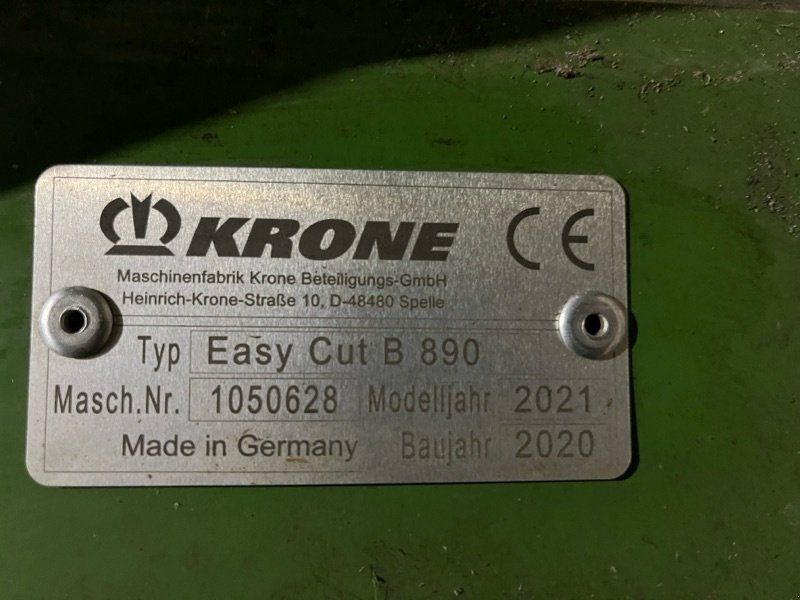 KRONE CE
Maschinenfabrik Krone Beteiligungs-GmbH
Heinrich-Krone-Straße 10, D-48480 Spelle
Typ Easy Cut B 890
Masch.Nr. 1050628 Modelljahr 2021
Made in Germany Baujahr 2020